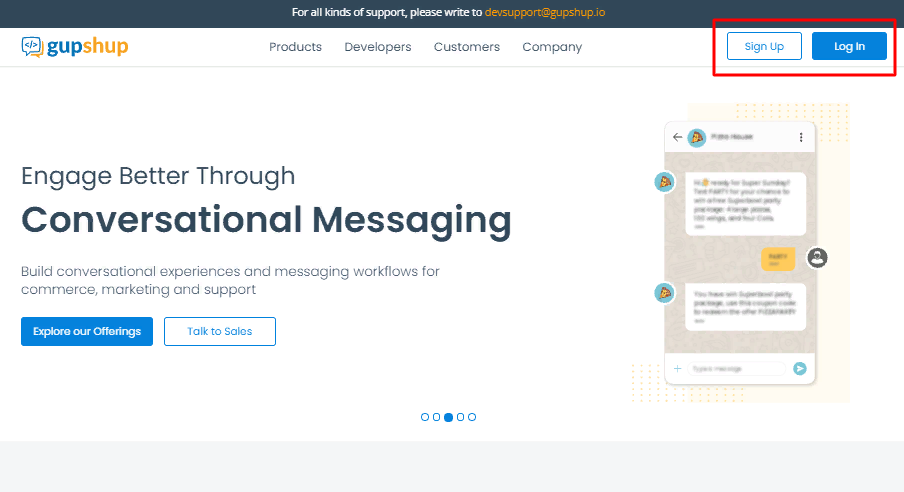 For all kinds of support, please write to devsupport@gupshup.io
</> gupshup
Products Developers Customers Company Sign Up Log In
Engage Better Through
Conversational Messaging
Build conversational experiences and messaging workflows for
commerce, marketing and support
Explore our Offerings Talk to Sales
Pizza House
Hi ready for Super Sunday?
Text PARTY for your chance to
win a free Superbowl party
package: 4 large pizzas,
100 wings, and four Cokes.
PARTY
You have won Superbowl party
package, use this coupon code
to redeem the offer PIZZAPARTY
Type a message